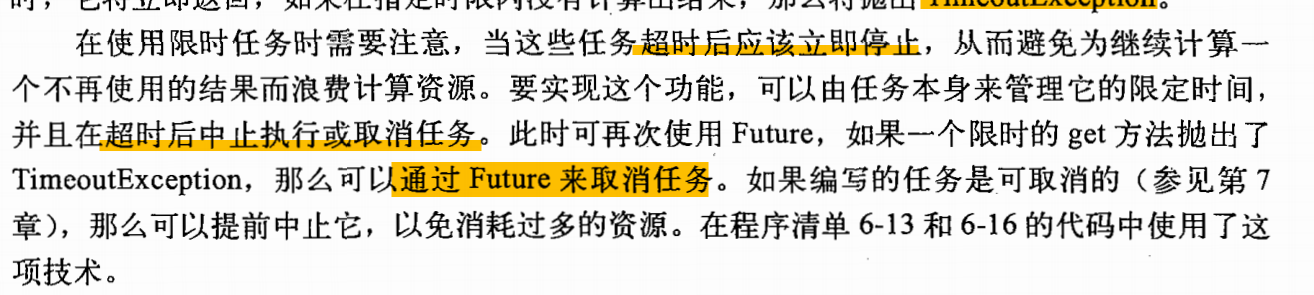 时，它将立即返回，如果在指定时限内没有计算出结果，那么将抛出 TimeoutException。
在使用限时任务时需要注意，当这些任务超时后应该立即停止，从而避免为继续计算一
个不再使用的结果而浪费计算资源。要实现这个功能，可以由任务本身来管理它的限定时间，
并且在超时后中止执行或取消任务。此时可再次使用 Future，如果一个限时的 get 方法抛出了
TimeoutException，那么可以通过 Future 来取消任务。如果编写的任务是可取消的（参见第 7
章），那么可以提前中止它，以免消耗过多的资源。在程序清单 6-13 和 6-16 的代码中使用了这
项技术。